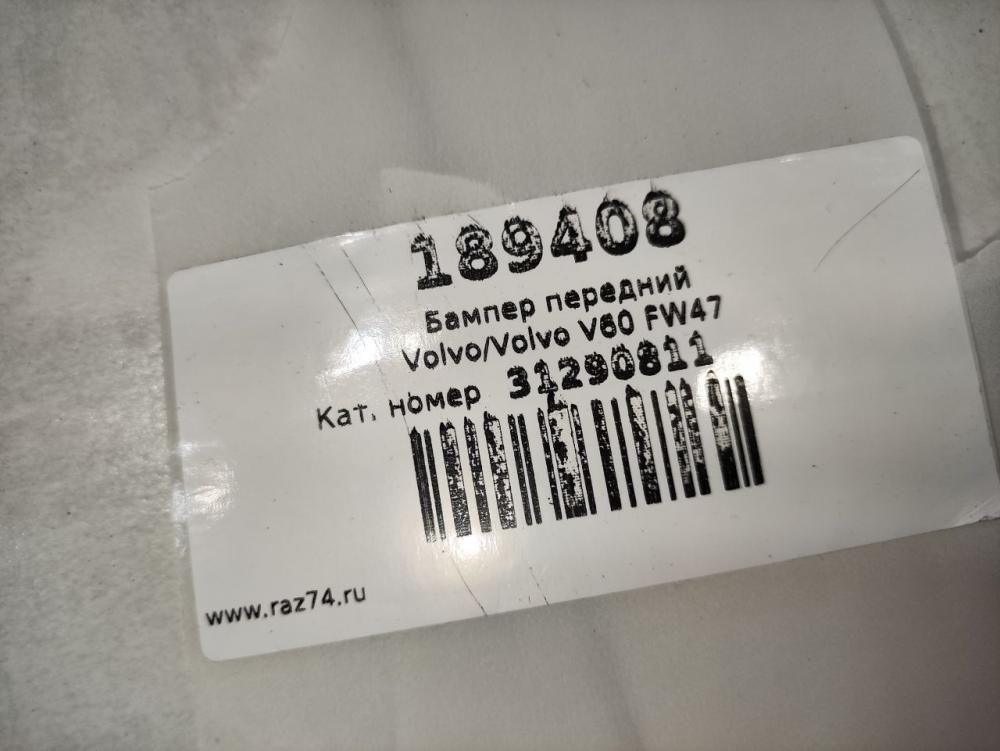 189408
Бампер передний
Volvo/Volvo V60 FW47
Кат. номер 31290811
www.raz74.ru